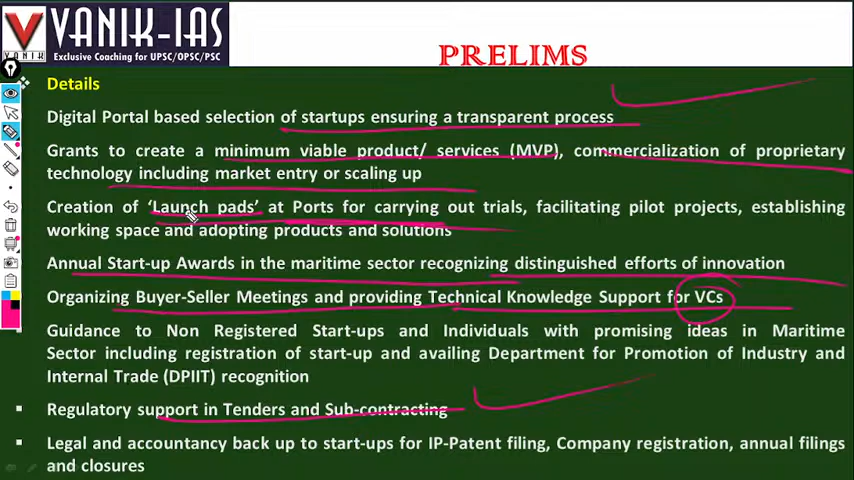 VANIK-IAS
Exclusive Coaching for UPSC/OPSC/PSC
VANIK
PRELIMS
Details
Digital Portal based selection of startups ensuring a transparent process
Grants to create a minimum viable product/ services (MVP), commercialization of proprietary
technology including market entry or scaling up
Creation of ‘Launch pads’ at Ports for carrying out trials, facilitating pilot projects, establishing
working space and adopting products and solutions
Annual Start-up Awards in the maritime sector recognizing distinguished efforts of innovation
Organizing Buyer-Seller Meetings and providing Technical Knowledge Support for VCs
Guidance to Non Registered Start-ups and Individuals with promising ideas in Maritime
Sector including registration of start-up and availing Department for Promotion of Industry and
Internal Trade (DPIIT) recognition
Regulatory support in Tenders and Sub-contracting
Legal and accountancy back up to start-ups for IP-Patent filing, Company registration, annual filings
and closures